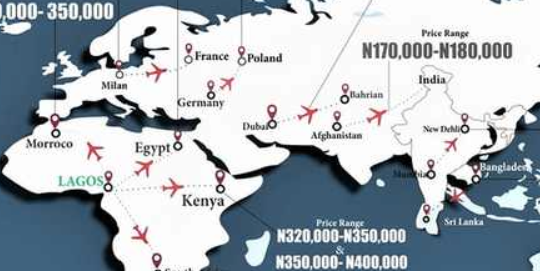 0,000- 350,000
Price Range
N170,000-N180,000
France
Poland
Milan
India
Germany
Bahrian
Dubai
Afghanistan
New Dehli
Morroco
Egypt
LAGOS
Mumbai
Bangladesh
Kenya
Sri Lanka
Price Range
N320,000-N350,000
&
N350,000- N400,000